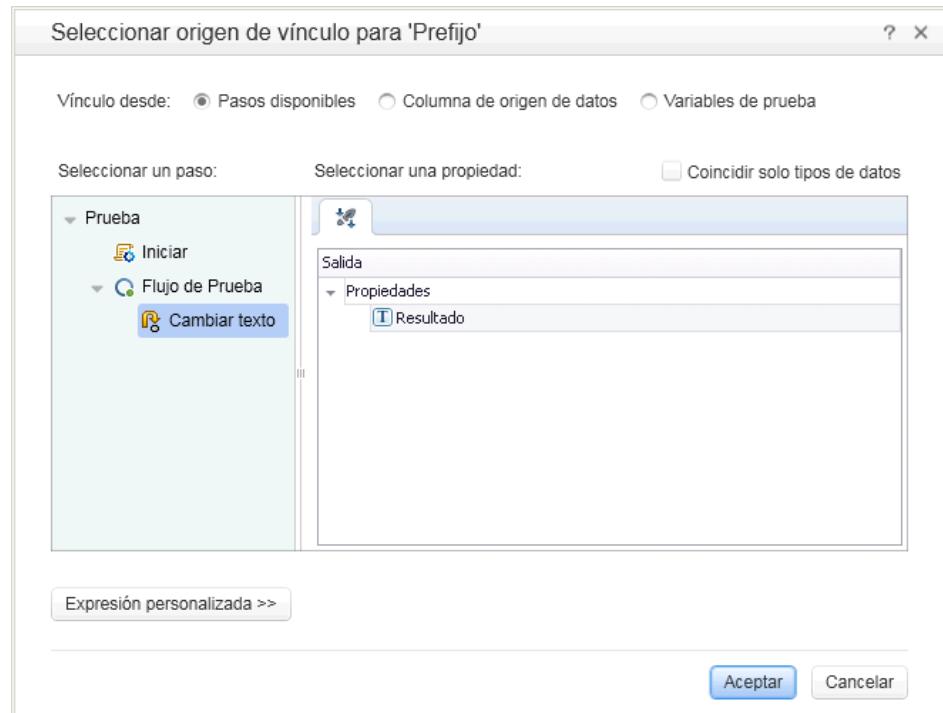 Seleccionar origen de vínculo para 'Prefijo' ? ×
Vínculo desde: Pasos disponibles Columna de origen de datos Variables de prueba
Seleccionar un paso: Seleccionar una propiedad: Coincidir solo tipos de datos
Prueba
Iniciar
Flujo de Prueba
Cambiar texto
Salida
Propiedades
T Resultado
Expresión personalizada >>
Aceptar Cancelar